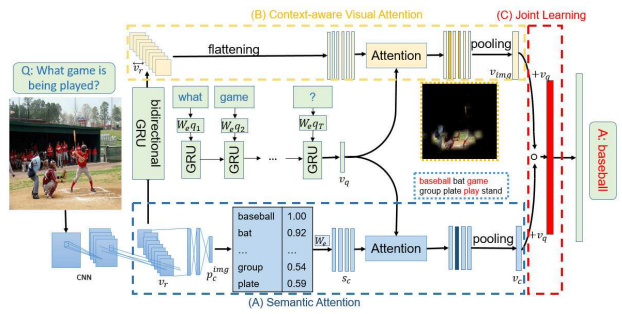 (B) Context-aware Visual Attention
(C) Joint Learning
v_r
flattening
Attention
pooling
v_img
+v_q
Q: What game is
being played?
bidirectional
GRU
what
game
?
W_e q_1
W_e q_2
...
W_e q_T
GRU
GRU
...
GRU
v_q
baseball bat game
group plate play stand
A: baseball
CNN
v_r
p_c^img
baseball 1.00
bat 0.92
... ...
group 0.54
plate 0.59
W_e
s_c
Attention
pooling
+v_q
v_c
(A) Semantic Attention